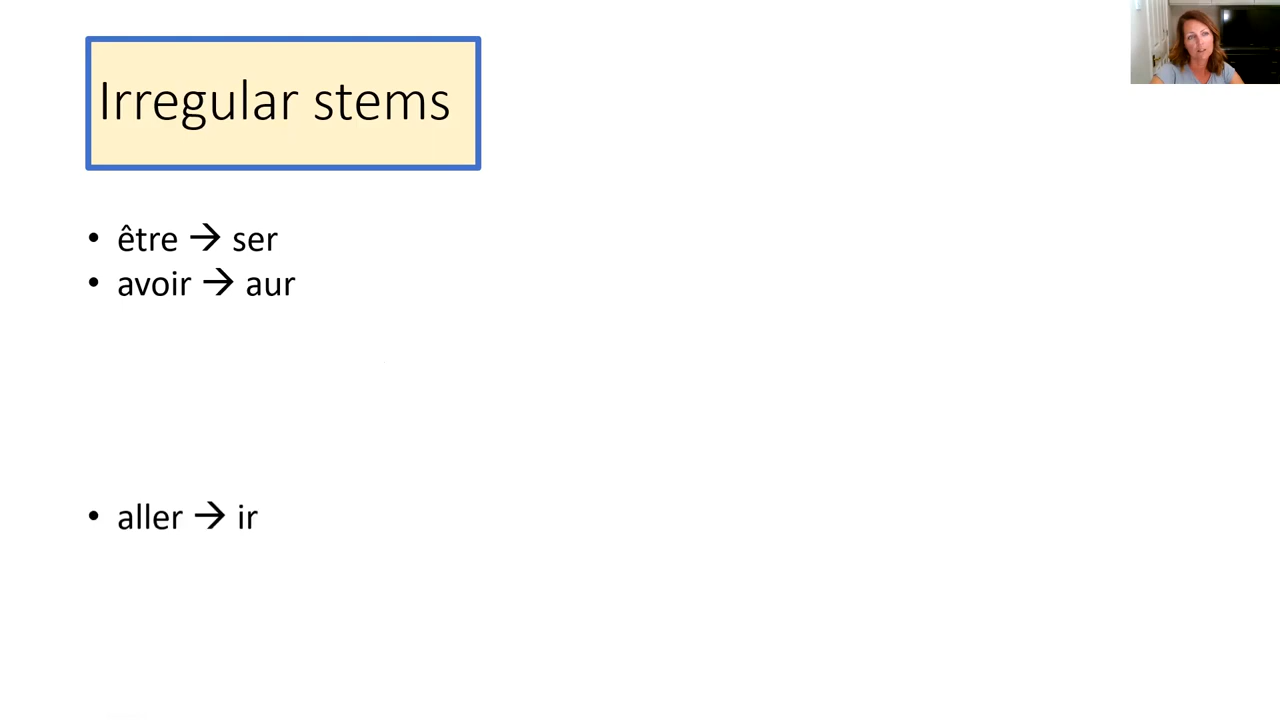 Irregular stems
• être → ser
• avoir → aur
• aller → ir